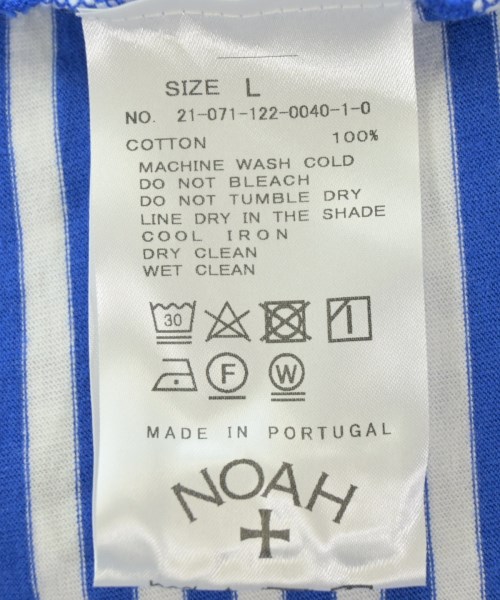 SIZE L
NO. 21-071-122-0040-1-0
COTTON 100%
MACHINE WASH COLD
DO NOT BLEACH
DO NOT TUMBLE DRY
LINE DRY IN THE SHADE
COOL IRON
DRY CLEAN
WET CLEAN
30
F W
MADE IN PORTUGAL
NOAH